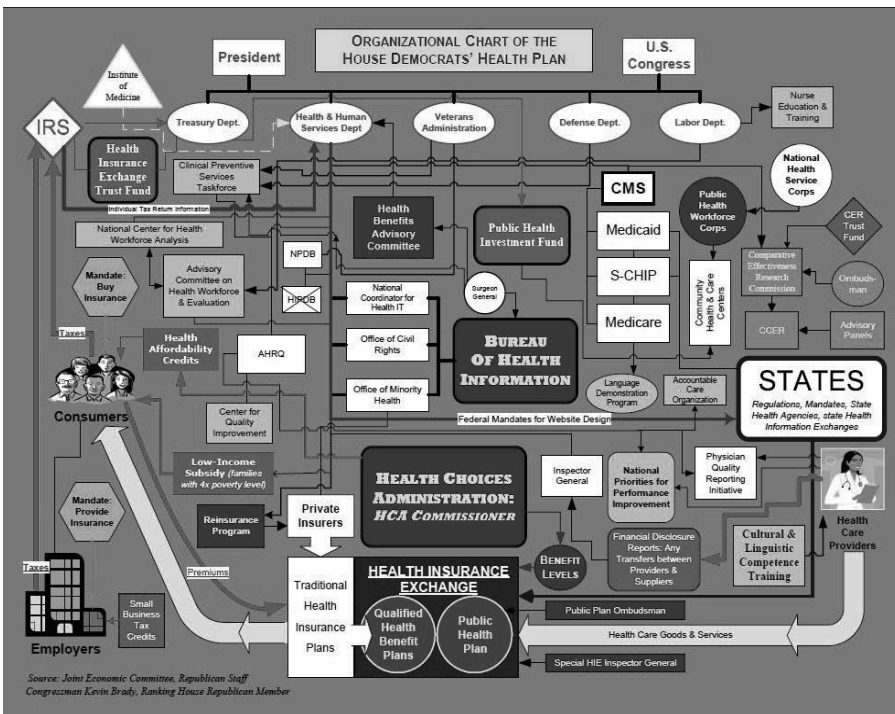 ORGANIZATIONAL CHART OF THE
HOUSE DEMOCRATS' HEALTH PLAN
President
U.S.
Congress
Institute
of
Medicine
IRS
Treasury Dept.
Health & Human
Services Dept
Veterans
Administration
Defense Dept.
Labor Dept.
Nurse
Education &
Training
Health
Insurance
Exchange
Trust Fund
Clinical Preventive
Services
Taskforce
Individual Tax Return Information
National Center for Health
Workforce Analysis
Health
Benefits
Advisory
Committee
Public Health
Investment Fund
CMS
Medicaid
S-CHIP
Medicare
Public
Health
Workforce
Corps
National
Health
Service
Corps
CER
Trust
Fund
Comparative
Effectiveness
Research
Commission
Ombuds-
man
CCER
Advisory
Panels
Community
Health & Care
Centers
Mandate:
Buy
Insurance
Advisory
Committee on
Health Workforce
& Evaluation
NPDB
HIPDB
National
Coordinator for
Health IT
Office of Civil
Rights
Office of Minority
Health
Surgeon
General
BUREAU
OF HEALTH
INFORMATION
Taxes
Health
Affordability
Credits
AHRQ
Center for
Quality
Improvement
Consumers
Language
Demonstration
Program
Accountable
Care
Organization
STATES
Regulations, Mandates, State
Health Agencies, state Health
Information Exchanges
Federal Mandates for Website Design
Low-Income
Subsidy (families
with 4x poverty level)
HEALTH CHOICES
ADMINISTRATION:
HCA COMMISSIONER
Inspector
General
National
Priorities for
Performance
Improvement
Physician
Quality
Reporting
Initiative
Health Care
Providers
Mandate:
Provide
Insurance
Reinsurance
Program
Private
Insurers
Financial Disclosure
Reports: Any
Transfers between
Providers &
Suppliers
Cultural &
Linguistic
Competence
Training
BENEFIT
LEVELS
Taxes
Premiums
Small
Business
Tax
Credits
Employers
Traditional
Health
Insurance
Plans
HEALTH INSURANCE
EXCHANGE
Qualified
Health
Benefit
Plans
Public
Health
Plan
Public Plan Ombudsman
Health Care Goods & Services
Special HIE Inspector General
Source: Joint Economic Committee, Republican Staff
Congressman Kevin Brady, Ranking House Republican Member